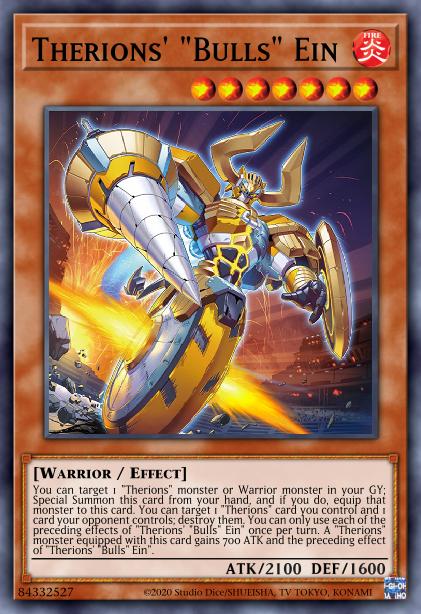 Therions' "Bulls" Ein
FIRE
炎
[Warrior / Effect]
You can target 1 "Therions" monster or Warrior monster in your GY;
Special Summon this card from your hand, and if you do, equip that
monster to this card. You can target 1 "Therions" card you control and 1
card your opponent controls; destroy them. You can only use each of the
preceding effects of "Therions' "Bulls" Ein" once per turn. A "Therions"
monster equipped with this card gains 700 ATK and the preceding effect
of "Therions' "Bulls" Ein".
ATK/2100 DEF/1600
84332527
©2020 Studio Dice/SHUEISHA, TV TOKYO, KONAMI